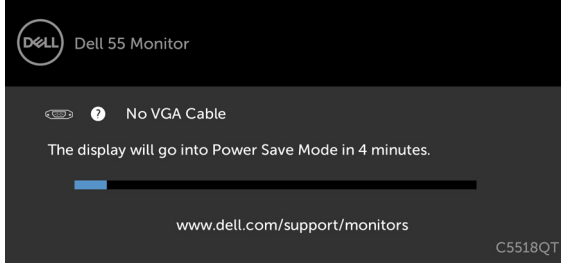 DELL
Dell 55 Monitor
? No VGA Cable
The display will go into Power Save Mode in 4 minutes.
www.dell.com/support/monitors
C5518QT